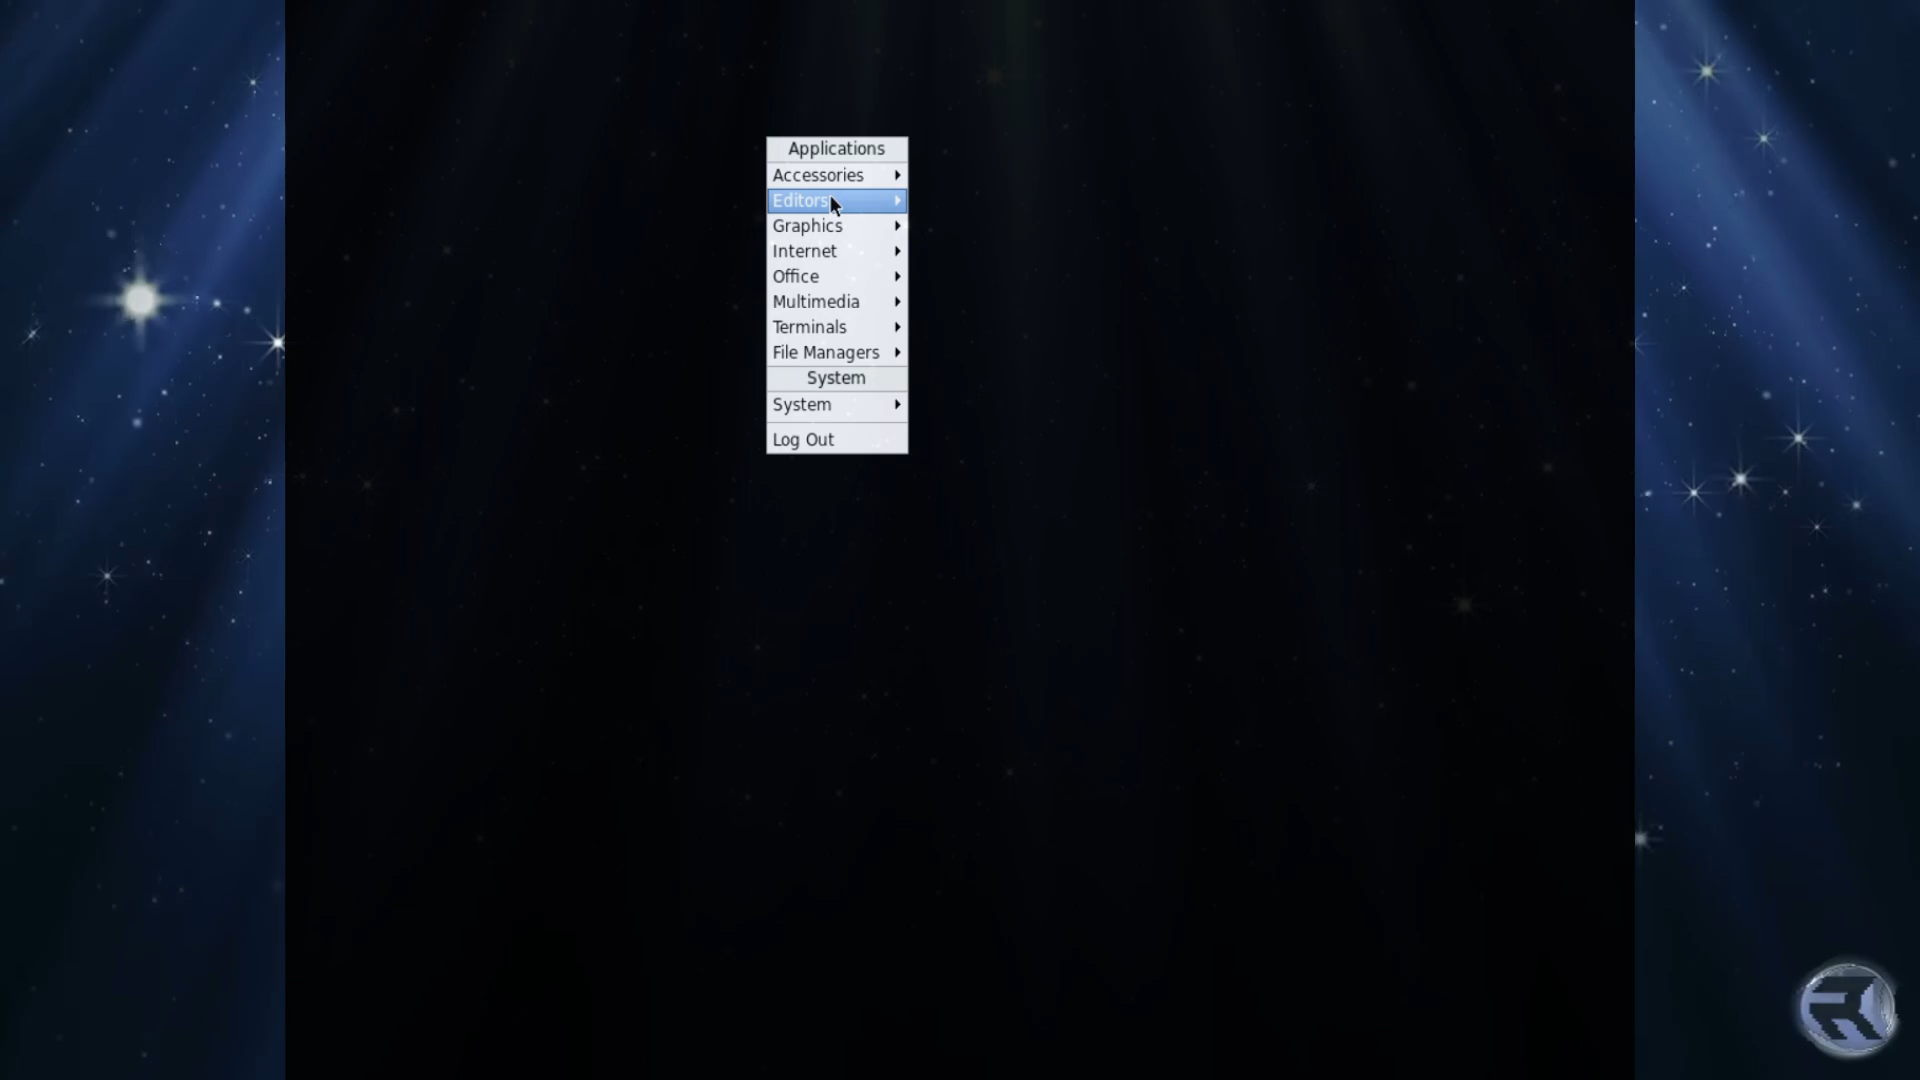 Applications
Accessories
Editors
Graphics
Internet
Office
Multimedia
Terminals
File Managers
System
System
Log Out